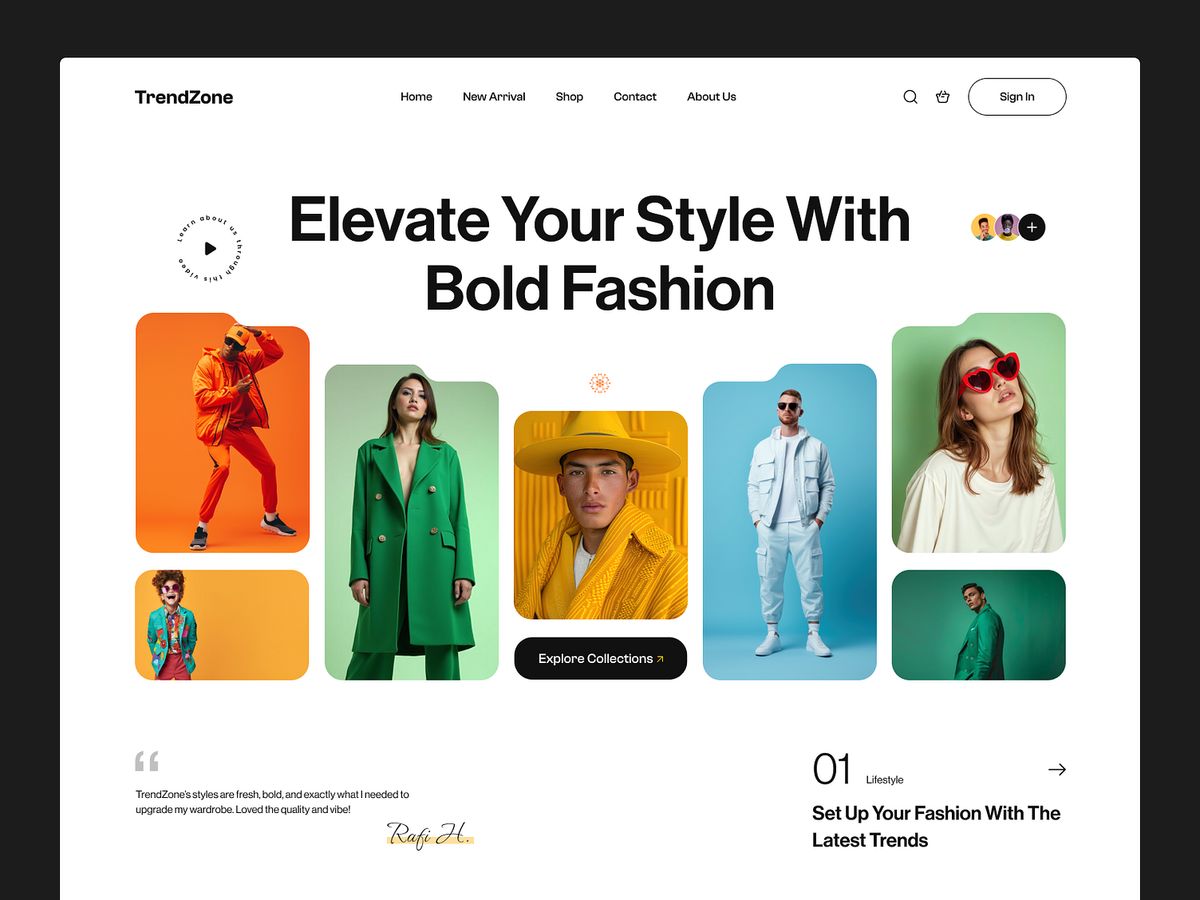 TrendZone
Home
New Arrival
Shop
Contact
About Us
Sign In
Learn about us through this video
Elevate Your Style With
Bold Fashion
Explore Collections
TrendZone's styles are fresh, bold, and exactly what I needed to
upgrade my wardrobe. Loved the quality and vibe!
Rafi H.
01
Lifestyle
Set Up Your Fashion With The
Latest Trends